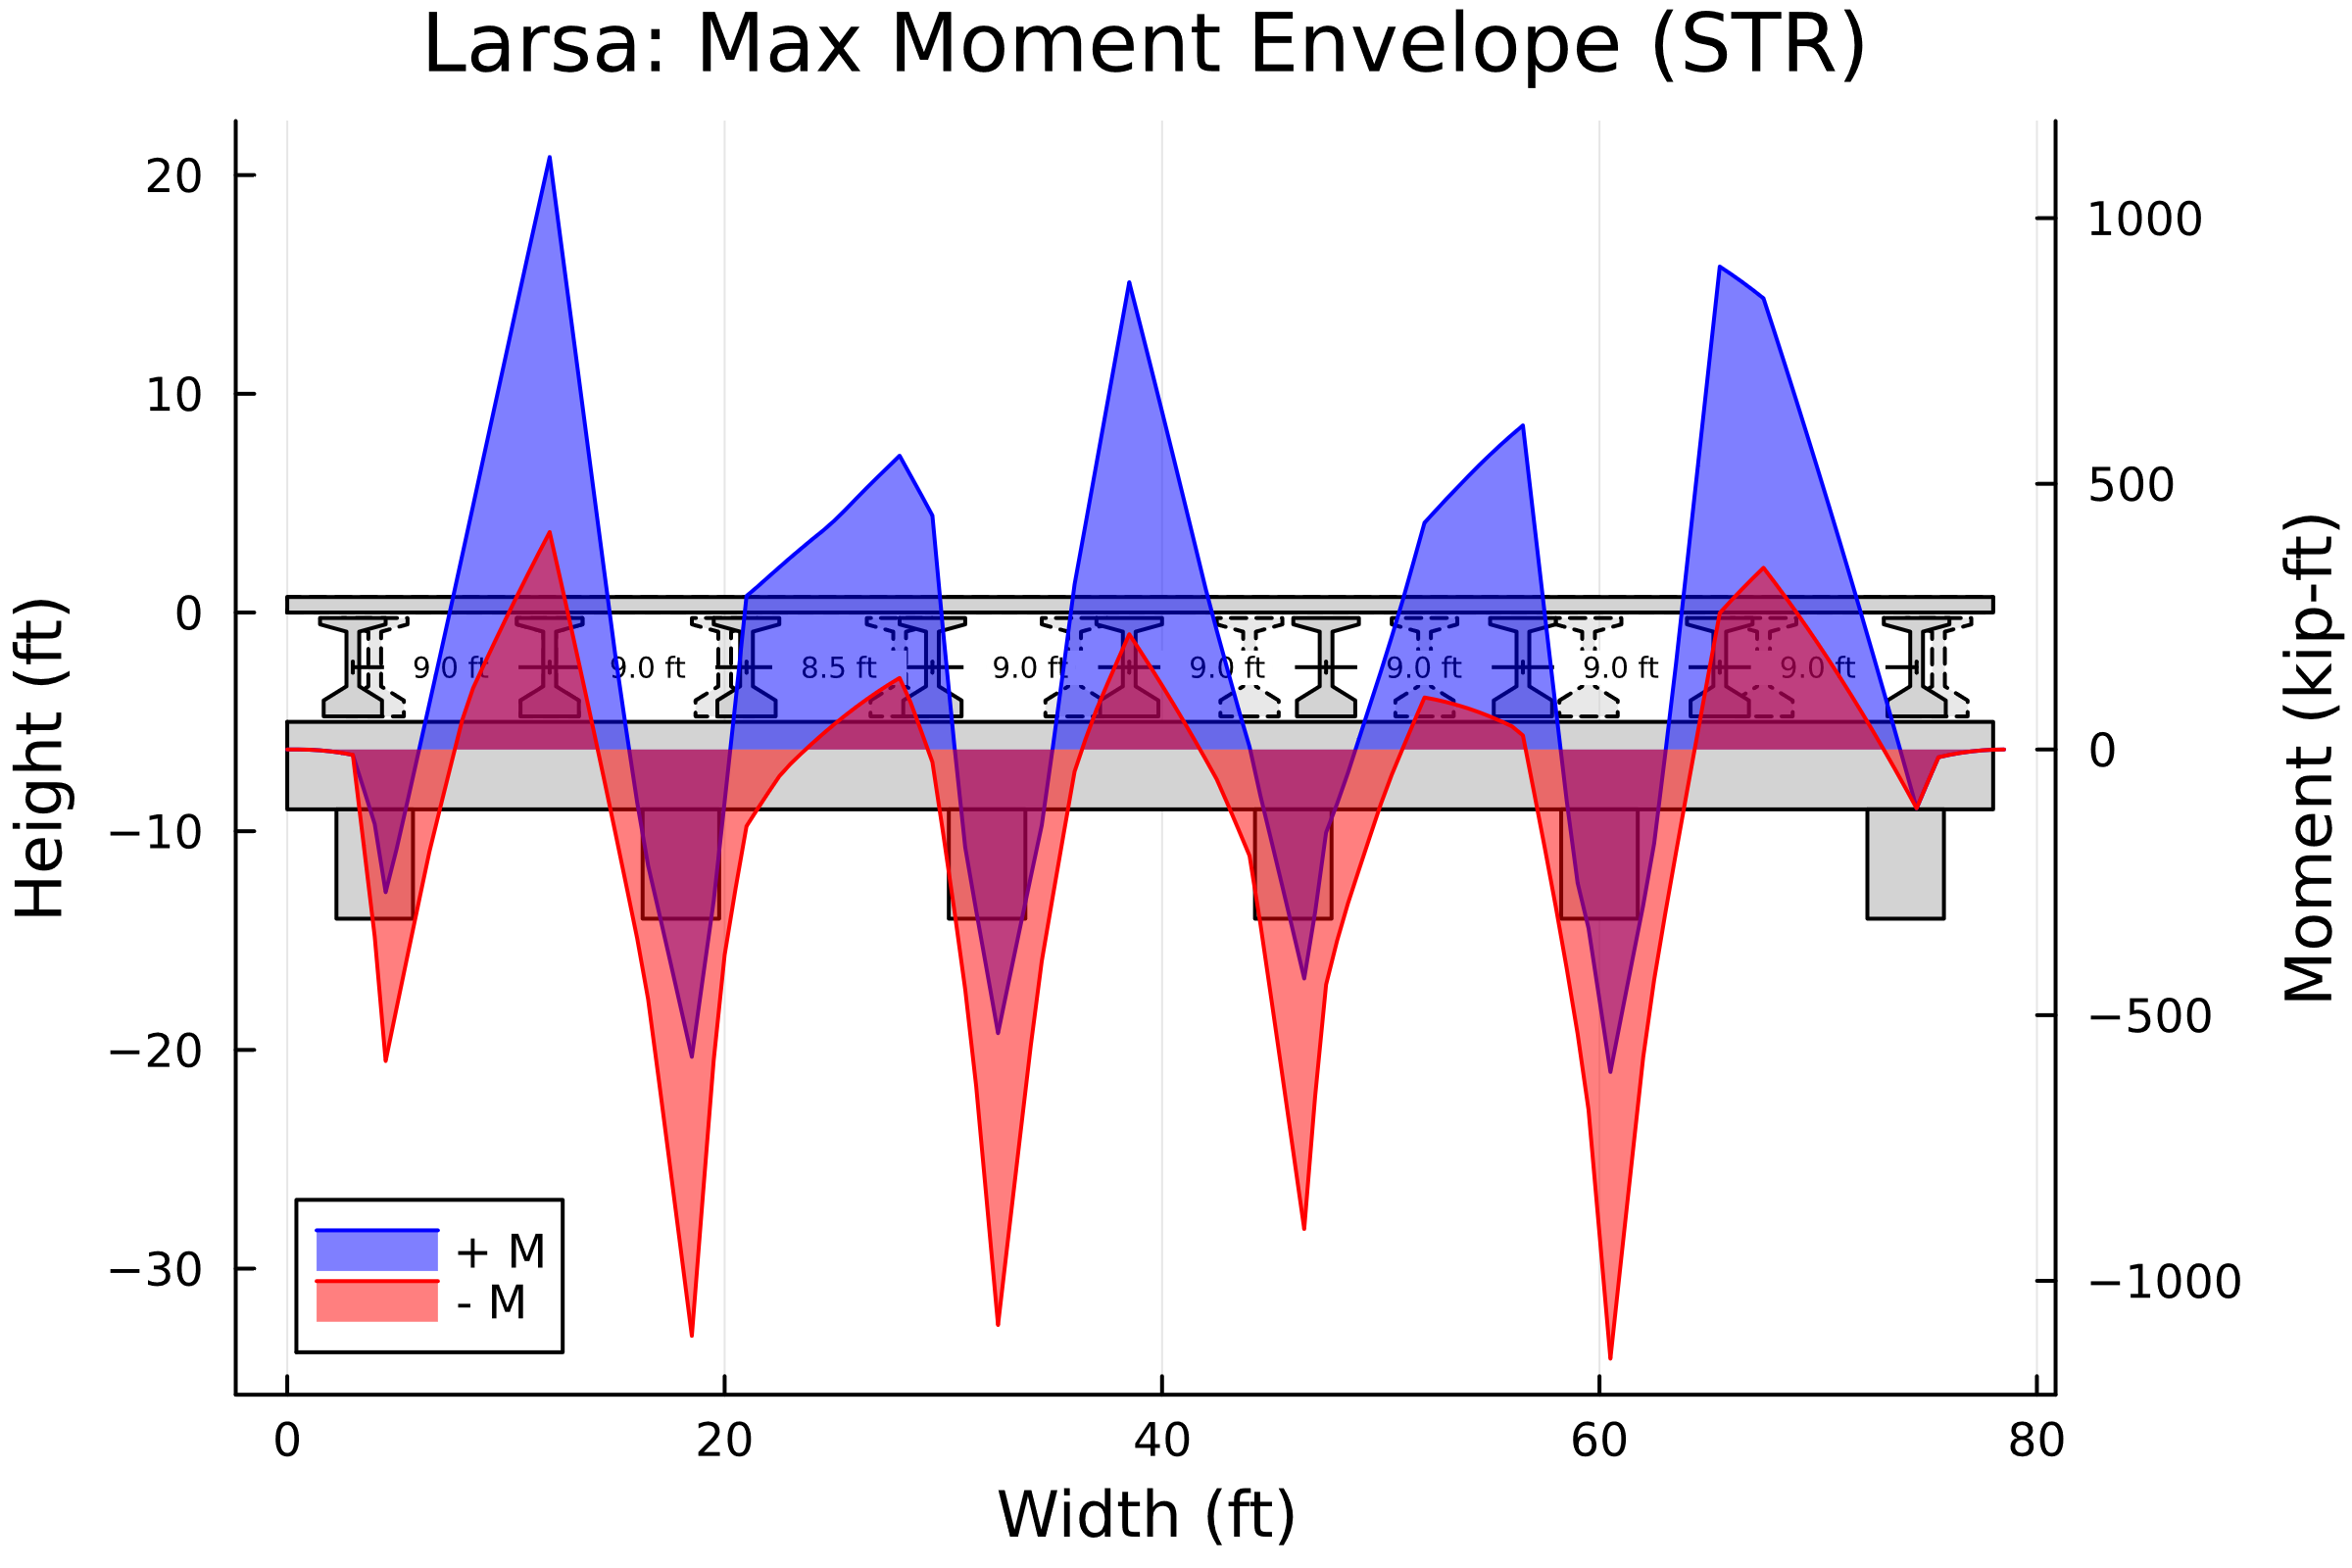 Larsa: Max Moment Envelope (STR)
20
10
0
−10
−20
−30
Height (ft)
1000
500
0
−500
−1000
Moment (kip-ft)
9.0 ft
9.0 ft
8.5 ft
9.0 ft
9.0 ft
9.0 ft
9.0 ft
9.0 ft
+ M
- M
0
20
40
60
80
Width (ft)